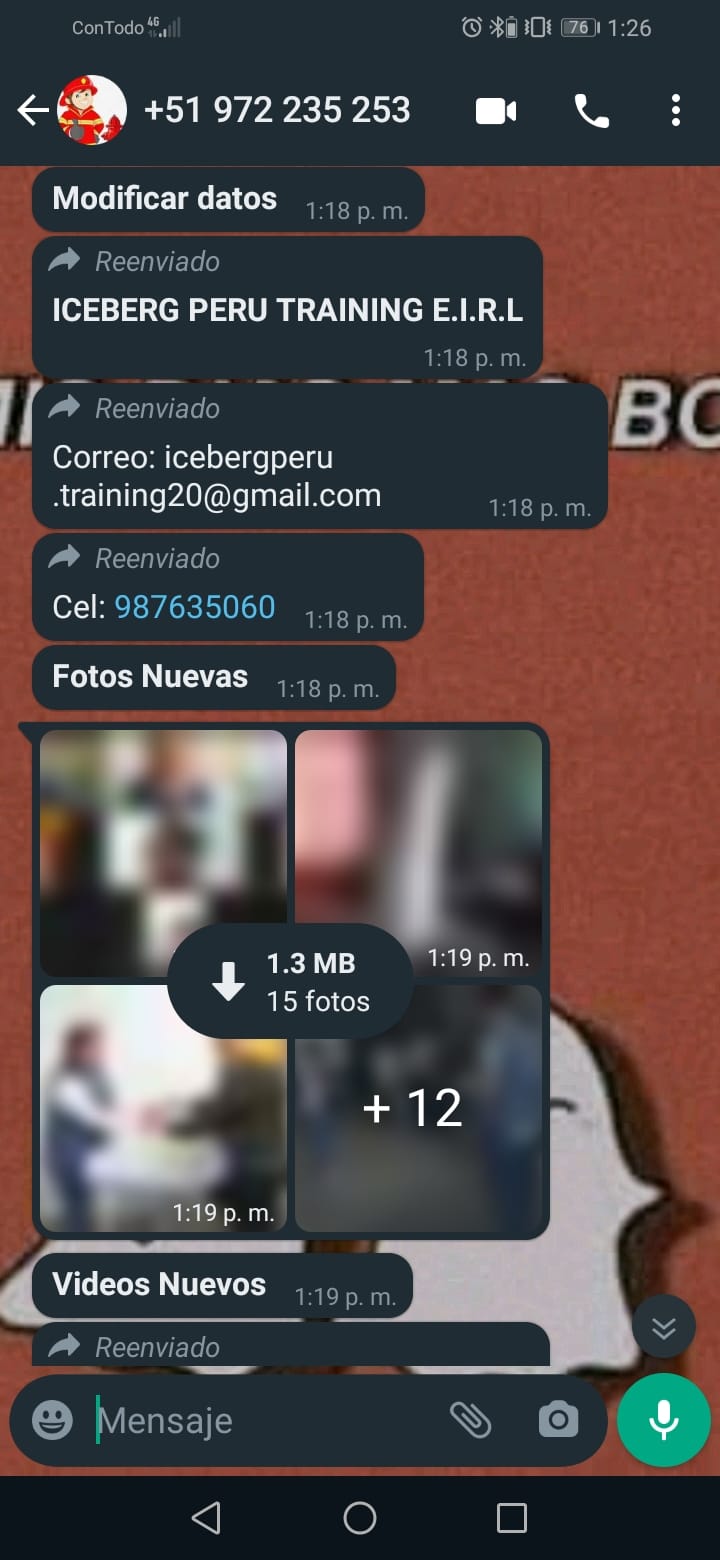 ConTodo 4G 76 1:26
+51 972 235 253
Modificar datos 1:18 p. m.
Reenviado
ICEBERG PERU TRAINING E.I.R.L
1:18 p. m.
BO
Reenviado
Correo: icebergperu
.training20@gmail.com 1:18 p. m.
Reenviado
Cel: 987635060 1:18 p. m.
Fotos Nuevas 1:18 p. m.
1:19 p. m.
1.3 MB
15 fotos
+ 12
1:19 p. m.
Videos Nuevos 1:19 p. m.
Reenviado
Mensaje